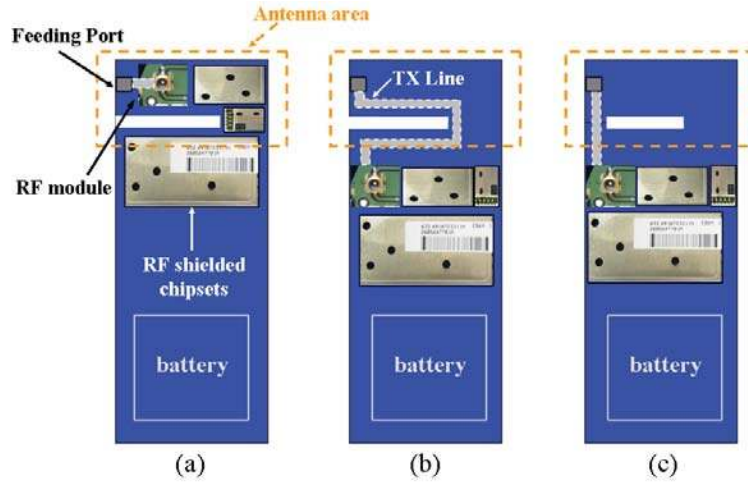 Antenna area
Feeding Port
TX Line
RF module
RF shielded
chipsets
battery
battery
battery
(a)
(b)
(c)